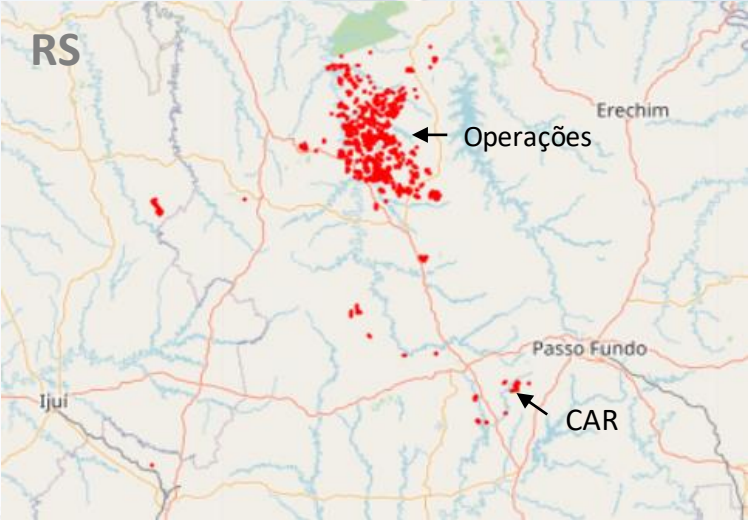 RS
Erechim
Operações
Passo Fundo
Ijuí
CAR